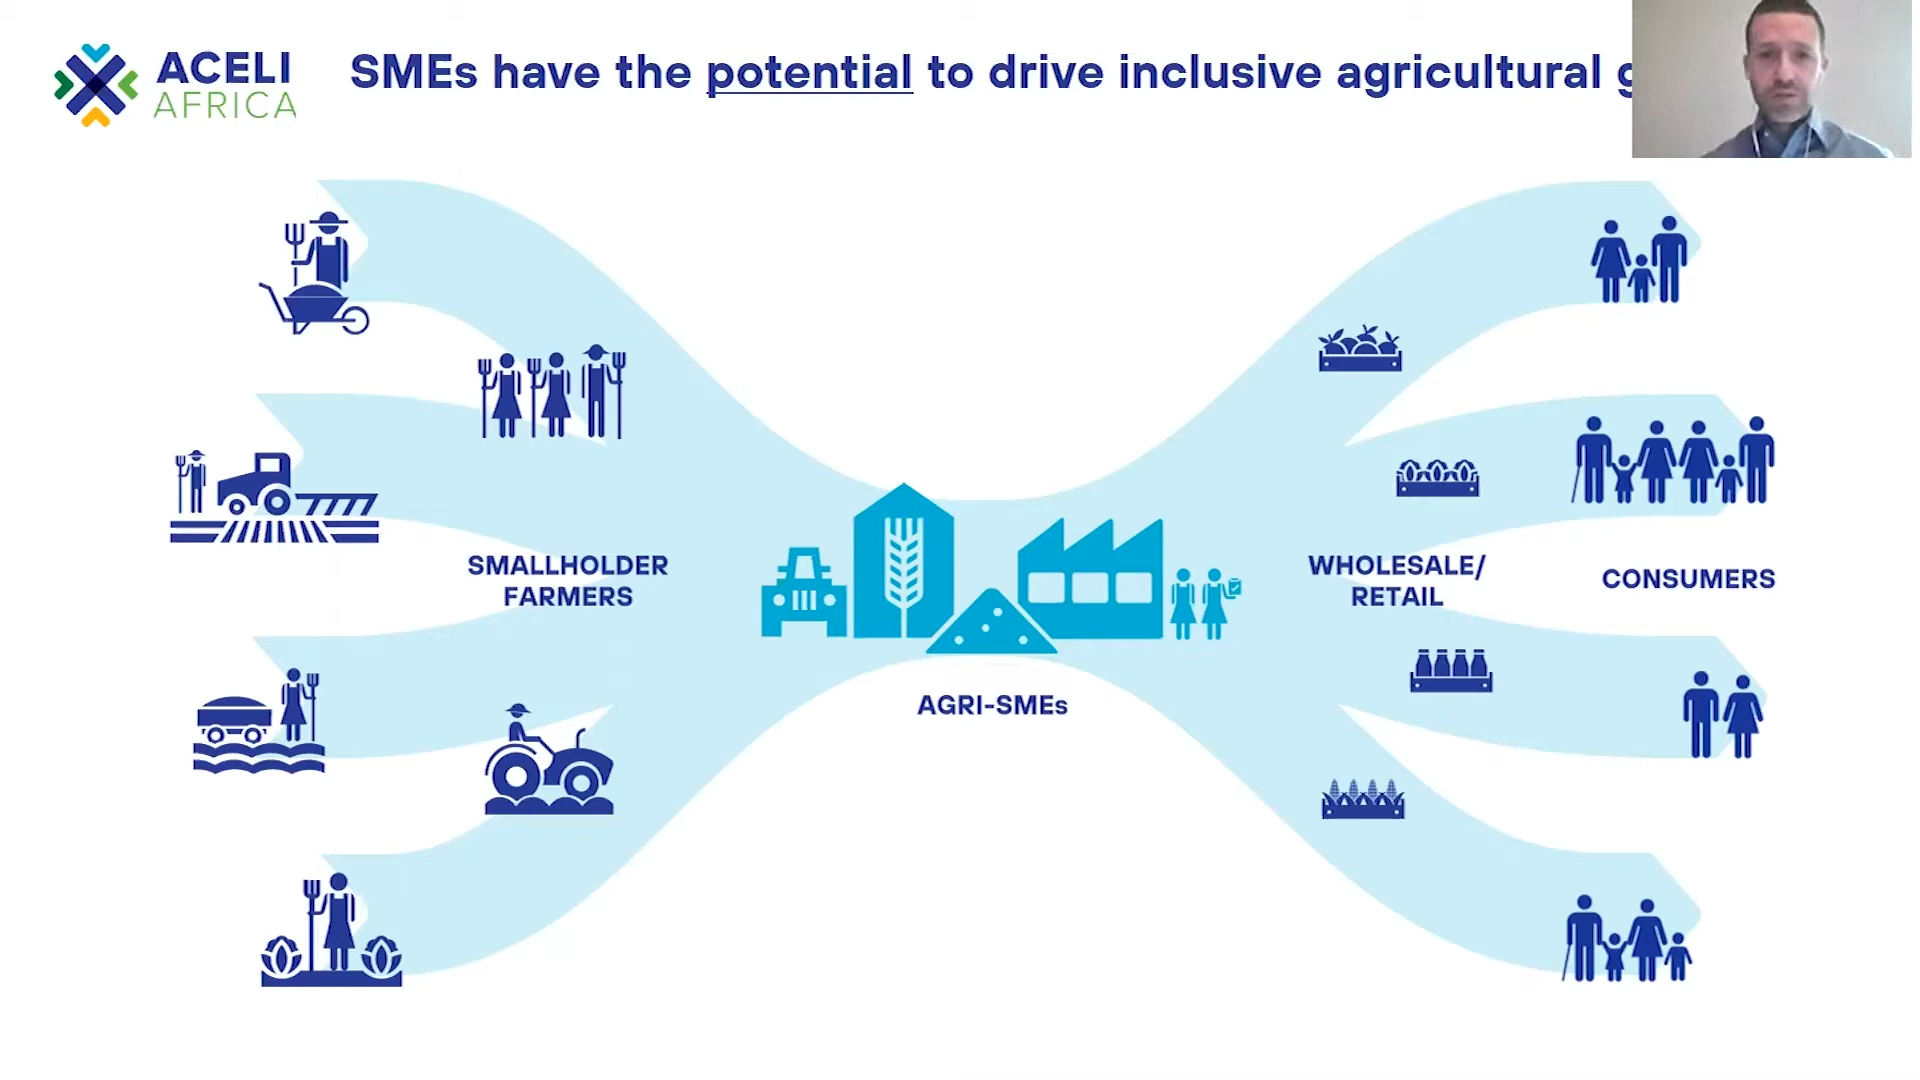 ACELI
AFRICA
SMEs have the potential to drive inclusive agricultural
SMALLHOLDER
FARMERS
AGRI-SMEs
WHOLESALE/
RETAIL
CONSUMERS